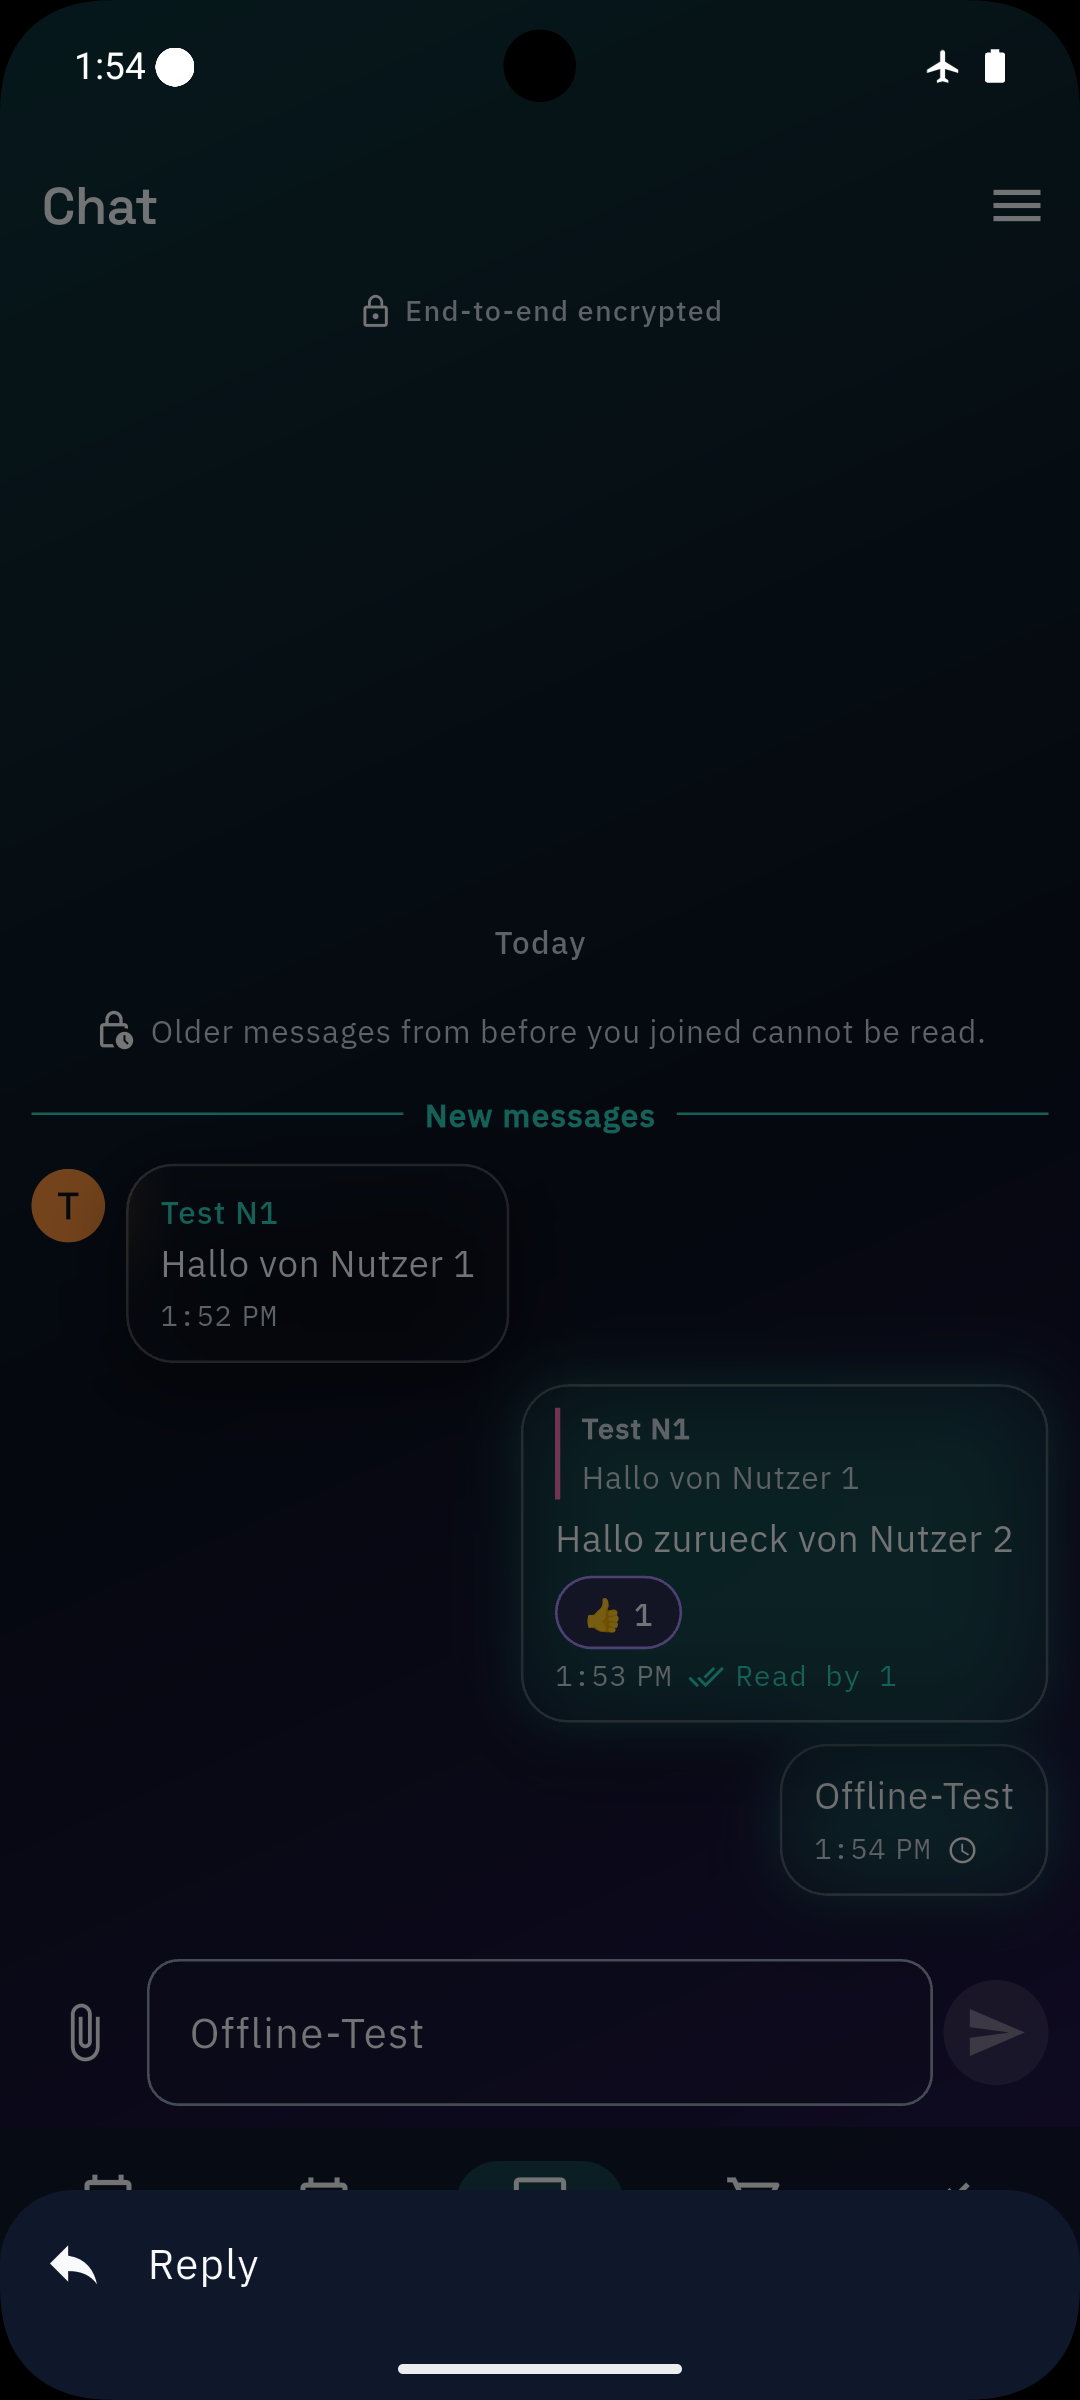 1:54
Chat
End-to-end encrypted
Today
Older messages from before you joined cannot be read.
New messages
T
Test N1
Hallo von Nutzer 1
1:52 PM
Test N1
Hallo von Nutzer 1
Hallo zurueck von Nutzer 2
👍 1
1:53 PM Read by 1
Offline-Test
1:54 PM
Offline-Test
Reply